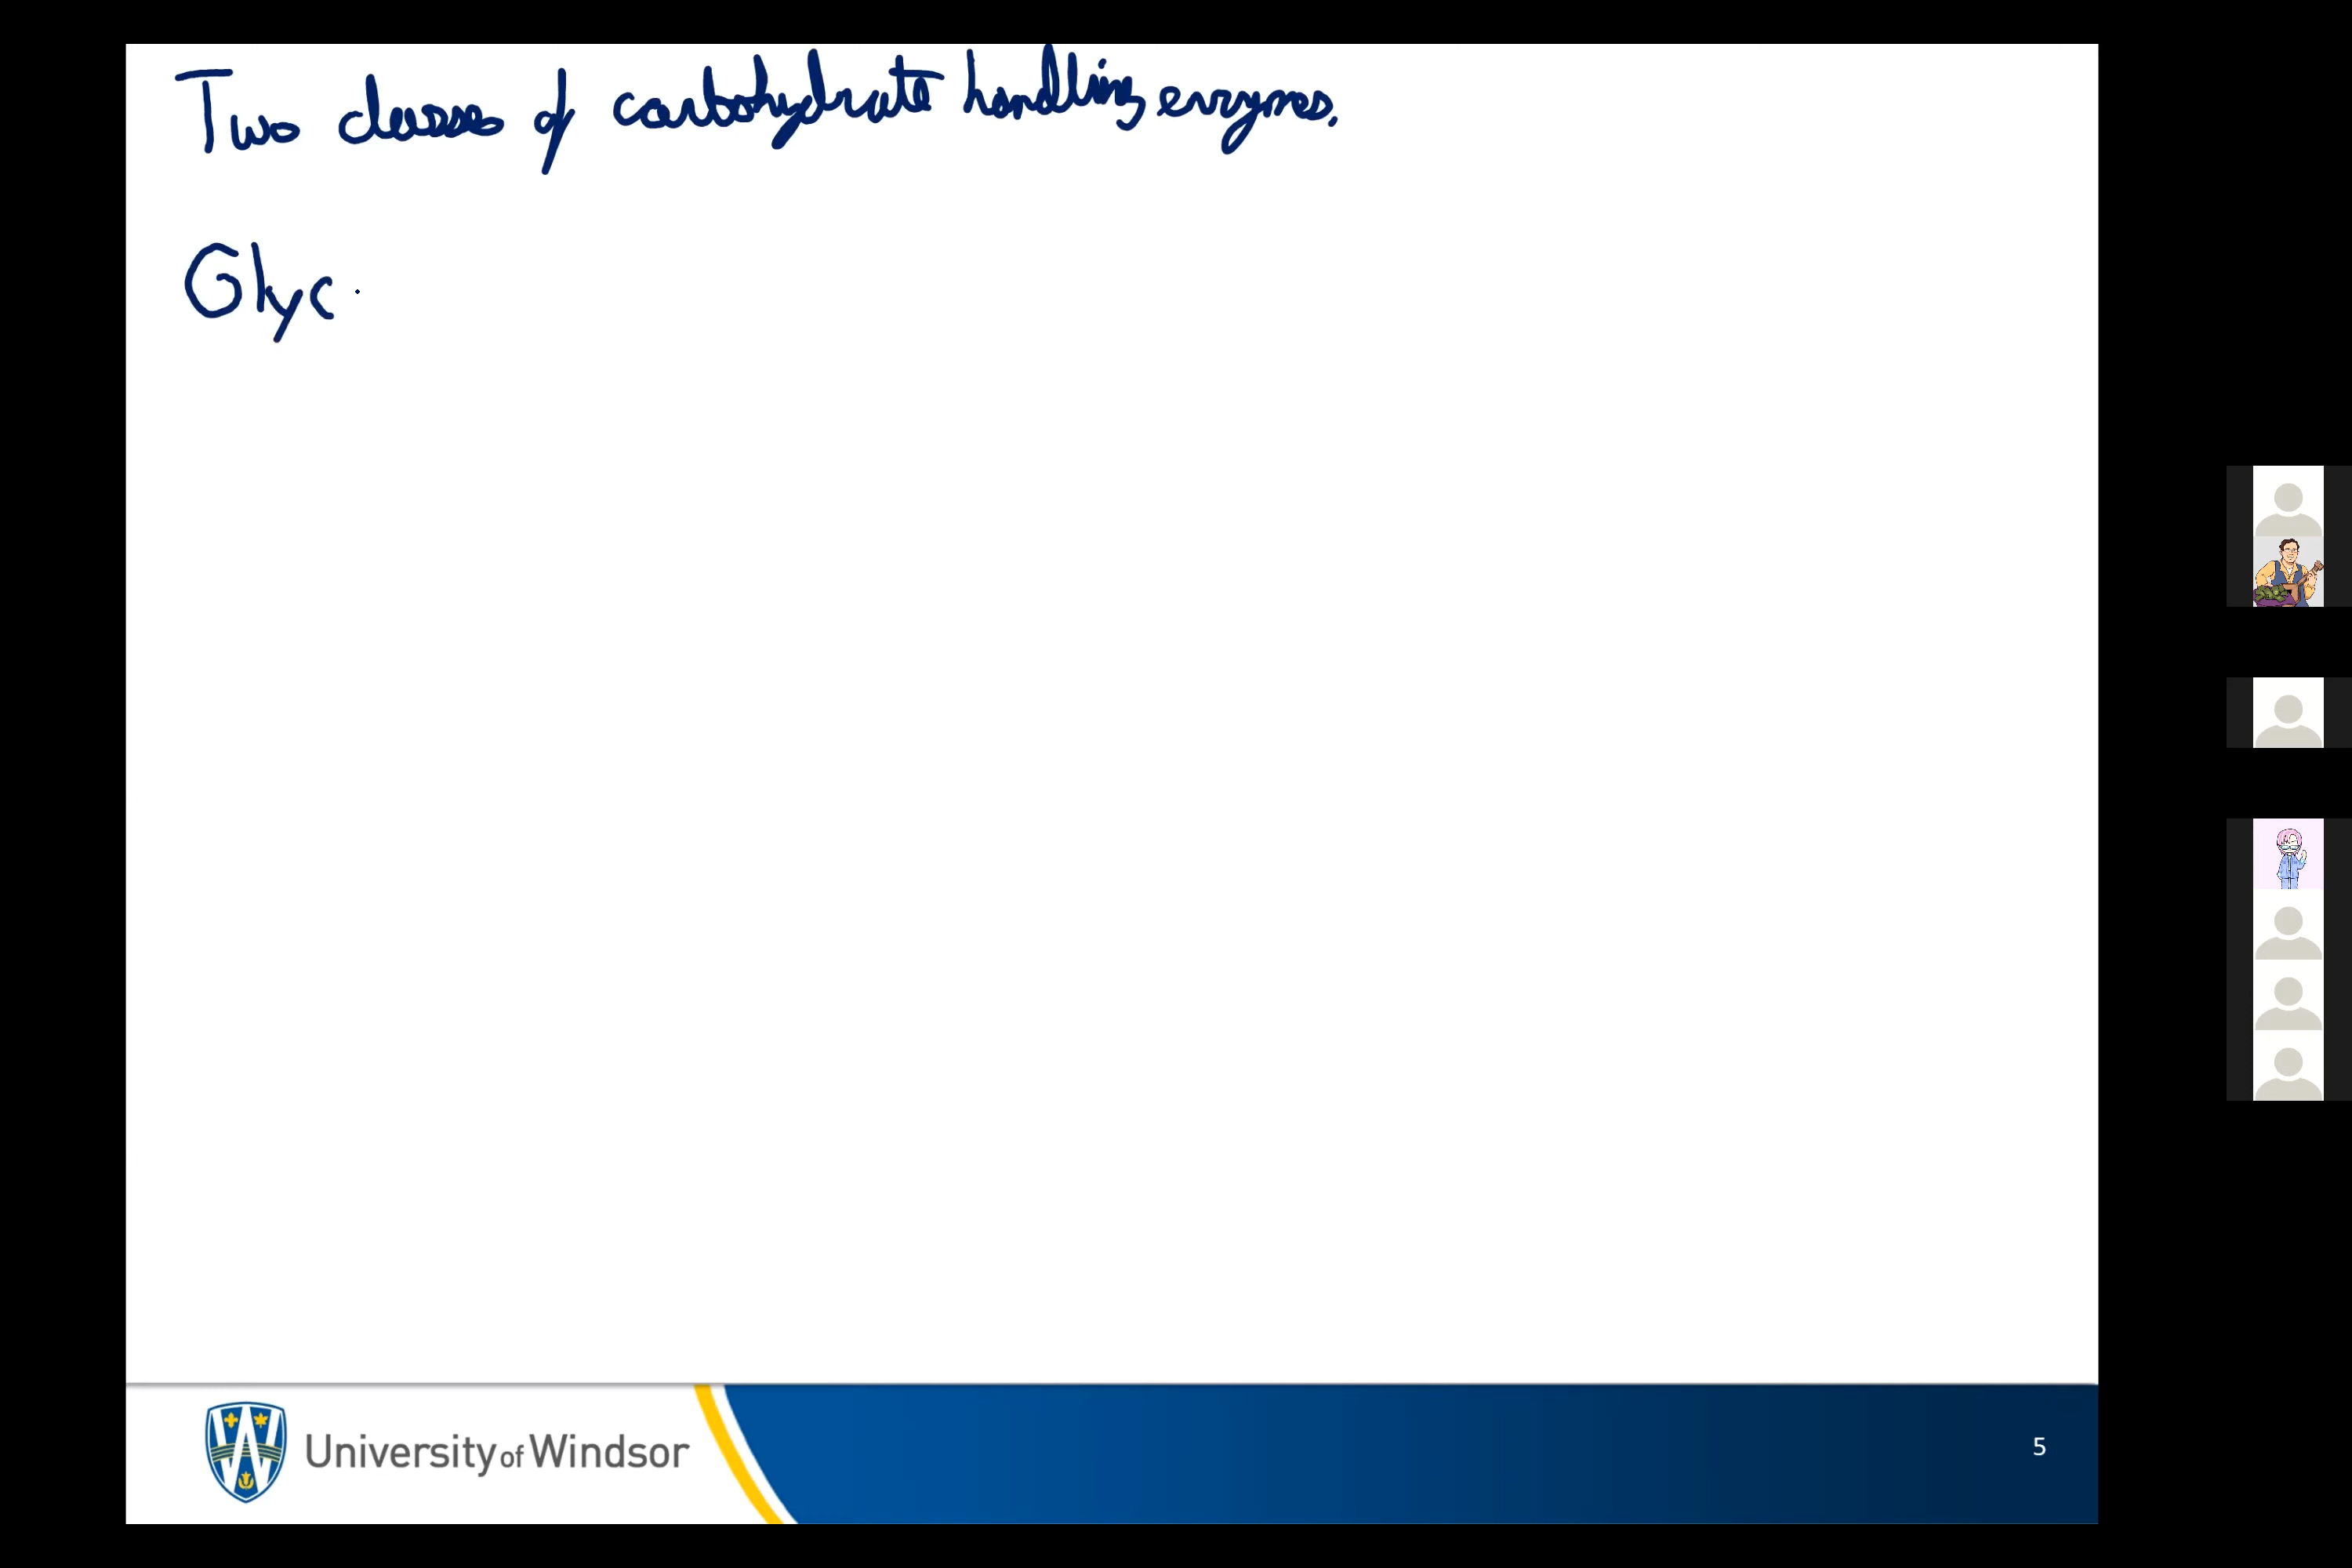 Two classes of carbohydrate handling enzymes.
Glyc
University of Windsor
5